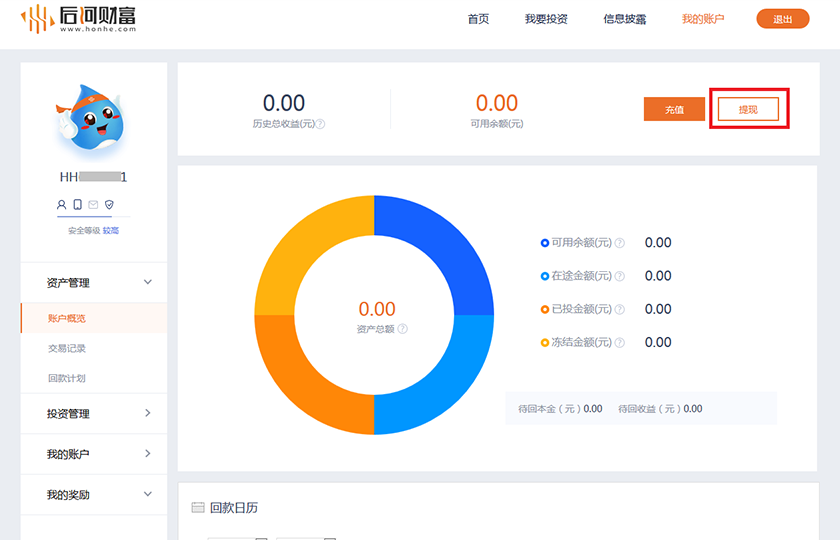 后河财富
www.honhe.com
首页 我要投资 信息披露 我的账户 退出
0.00 0.00
历史总收益(元) 可用余额(元)
充值 提现
HH 1
安全等级 较高
资产管理
账户概览
交易记录
回款计划
投资管理
我的账户
我的奖励
0.00
资产总额
可用余额(元) 0.00
在途金额(元) 0.00
已投金额(元) 0.00
冻结金额(元) 0.00
待回本金(元)0.00 待回收益(元)0.00
回款日历